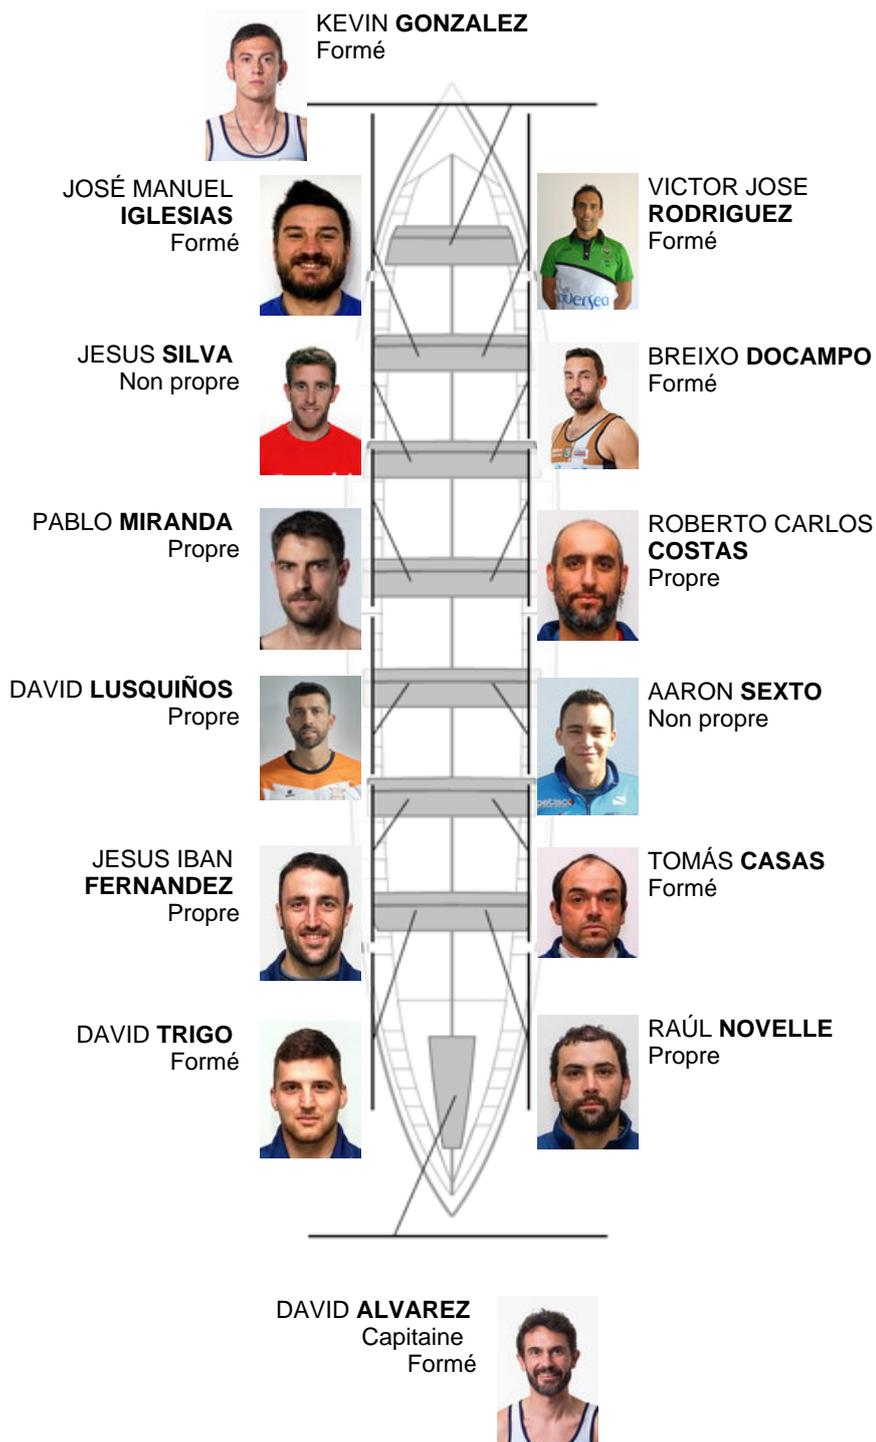 KEVIN GONZALEZ
Formé
JOSÉ MANUEL
IGLESIAS
Formé
VICTOR JOSE
RODRIGUEZ
Formé
JESUS SILVA
Non propre
BREIXO DOCAMPO
Formé
PABLO MIRANDA
Propre
ROBERTO CARLOS
COSTAS
Propre
DAVID LUSQUIÑOS
Propre
AARON SEXTO
Non propre
JESUS IBAN
FERNANDEZ
Propre
TOMÁS CASAS
Formé
DAVID TRIGO
Formé
RAÚL NOVELLE
Propre
DAVID ALVAREZ
Capitaine
Formé